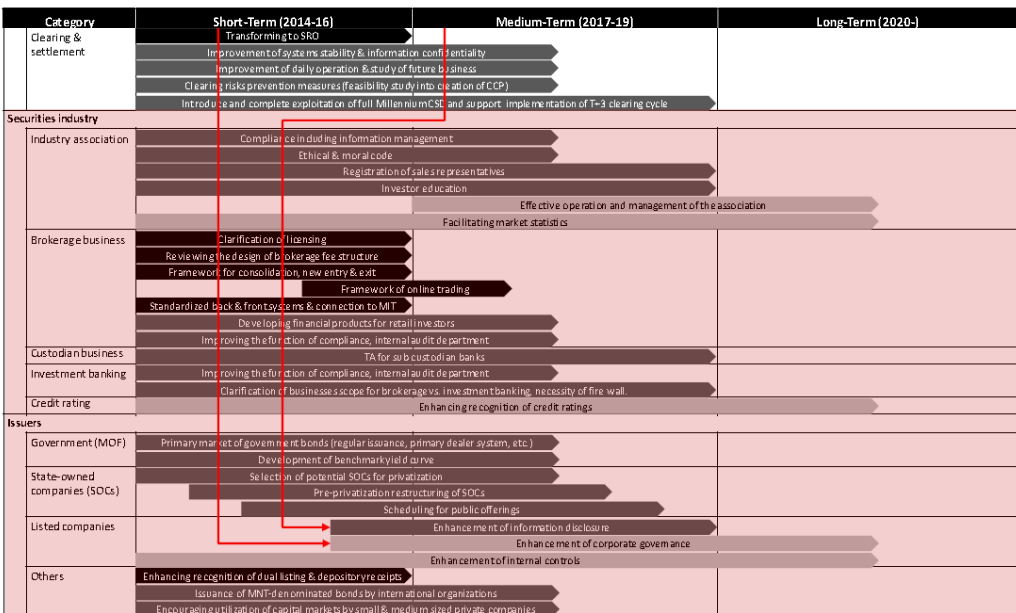 Category Short-Term (2014-16) Medium-Term (2017-19) Long-Term (2020-)
Clearing & settlement
Transforming to SRO
Improvement of systems stability & information confidentiality
Improvement of daily operation & study of future business
Clearing risks prevention measures (feasibility study into creation of CCP)
Introduce and complete exploitation of full Millennium CSD and support implementation of T+3 clearing cycle
Securities industry
Industry association
Compliance including information management
Ethical & moral code
Registration of sales representatives
Investor education
Effective operation and management of the association
Facilitating market statistics
Brokerage business
Clarification of licensing
Reviewing the design of brokerage fee structure
Framework for consolidation, new entry & exit
Framework of online trading
Standardized back & front systems & connection to MIT
Developing financial products for retail investors
Improving the function of compliance, internal audit department
Custodian business
TA for sub custodian banks
Investment banking
Improving the function of compliance, internal audit department
Clarification of businesses scope for brokerage vs. investment banking, necessity of fire wall.
Credit rating
Enhancing recognition of credit ratings
Issuers
Government (MOF)
Primary market of government bonds (regular issuance, primary dealer system, etc.)
Development of benchmark yield curve
State-owned companies (SOCs)
Selection of potential SOCs for privatization
Pre-privatization restructuring of SOCs
Scheduling for public offerings
Listed companies
Enhancement of information disclosure
Enhancement of corporate governance
Enhancement of internal controls
Others
Enhancing recognition of dual listing & depository receipts
Issuance of MNT-denominated bonds by international organizations
Encouraging utilization of capital markets by small & medium sized private companies